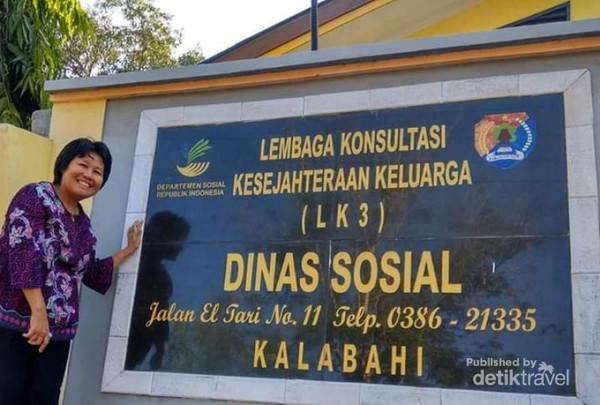 LEMBAGA KONSULTASI
KESEJAHTERAAN KELUARGA
(LK3)
DEPARTEMEN SOSIAL
REPUBLIK INDONESIA
DINAS SOSIAL
Jalan El Tari No. 11 Telp. 0386 - 21335
KALABAHI
Published by
detiktravel